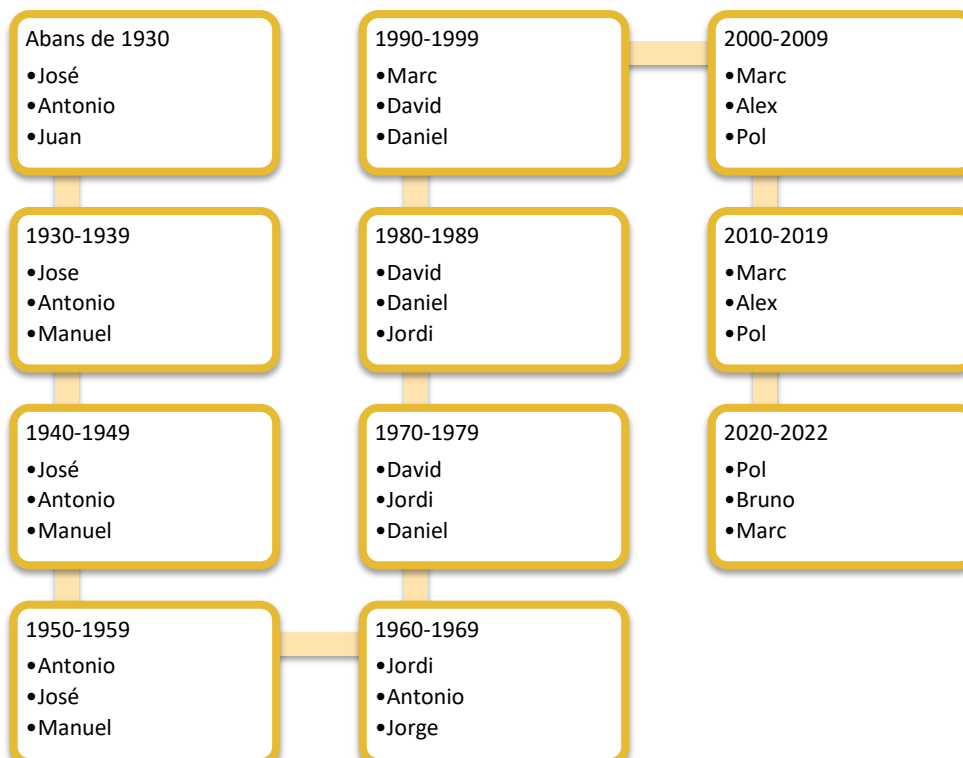 Abans de 1930
•José
•Antonio
•Juan
1930-1939
•Jose
•Antonio
•Manuel
1940-1949
•José
•Antonio
•Manuel
1950-1959
•Antonio
•José
•Manuel
1960-1969
•Jordi
•Antonio
•Jorge
1970-1979
•David
•Jordi
•Daniel
1980-1989
•David
•Daniel
•Jordi
1990-1999
•Marc
•David
•Daniel
2000-2009
•Marc
•Alex
•Pol
2010-2019
•Marc
•Alex
•Pol
2020-2022
•Pol
•Bruno
•Marc